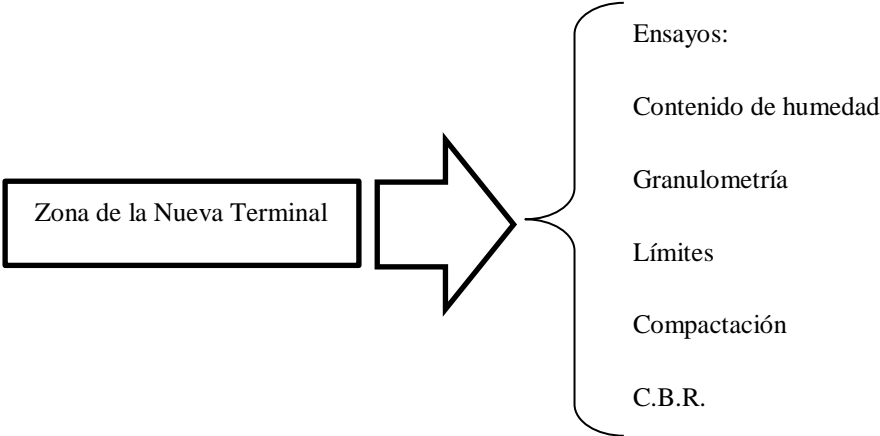 Zona de la Nueva Terminal
Ensayos:
Contenido de humedad
Granulometría
Límites
Compactación
C.B.R.